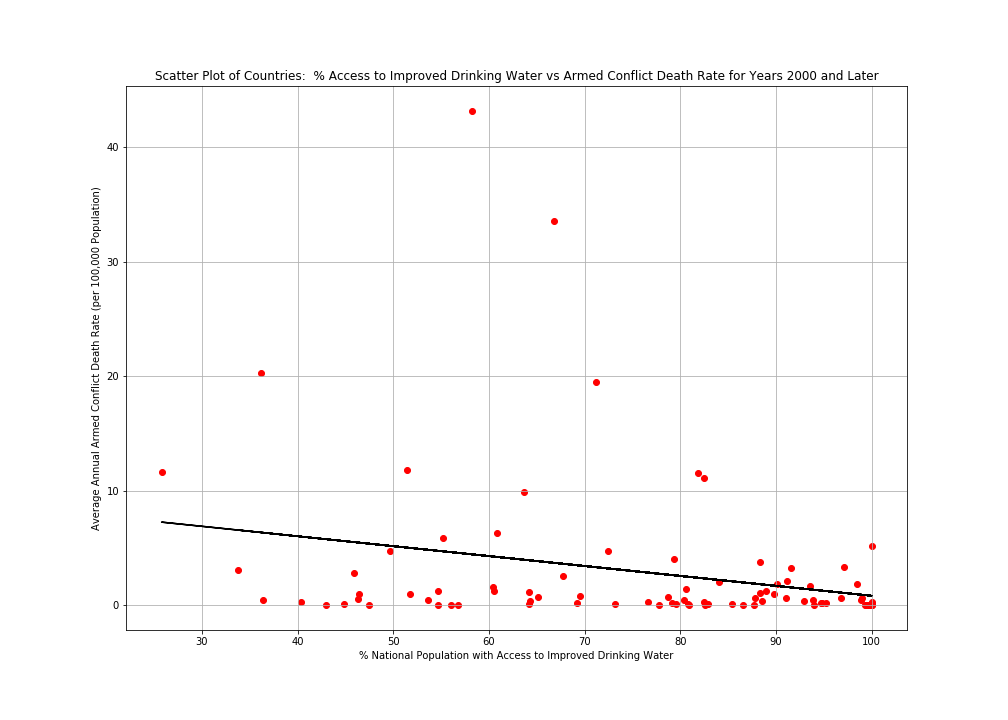 Scatter Plot of Countries:  % Access to Improved Drinking Water vs Armed Conflict Death Rate for Years 2000 and Later
Average Annual Armed Conflict Death Rate (per 100,000 Population)
40
30
20
10
0
30 40 50 60 70 80 90 100
% National Population with Access to Improved Drinking Water